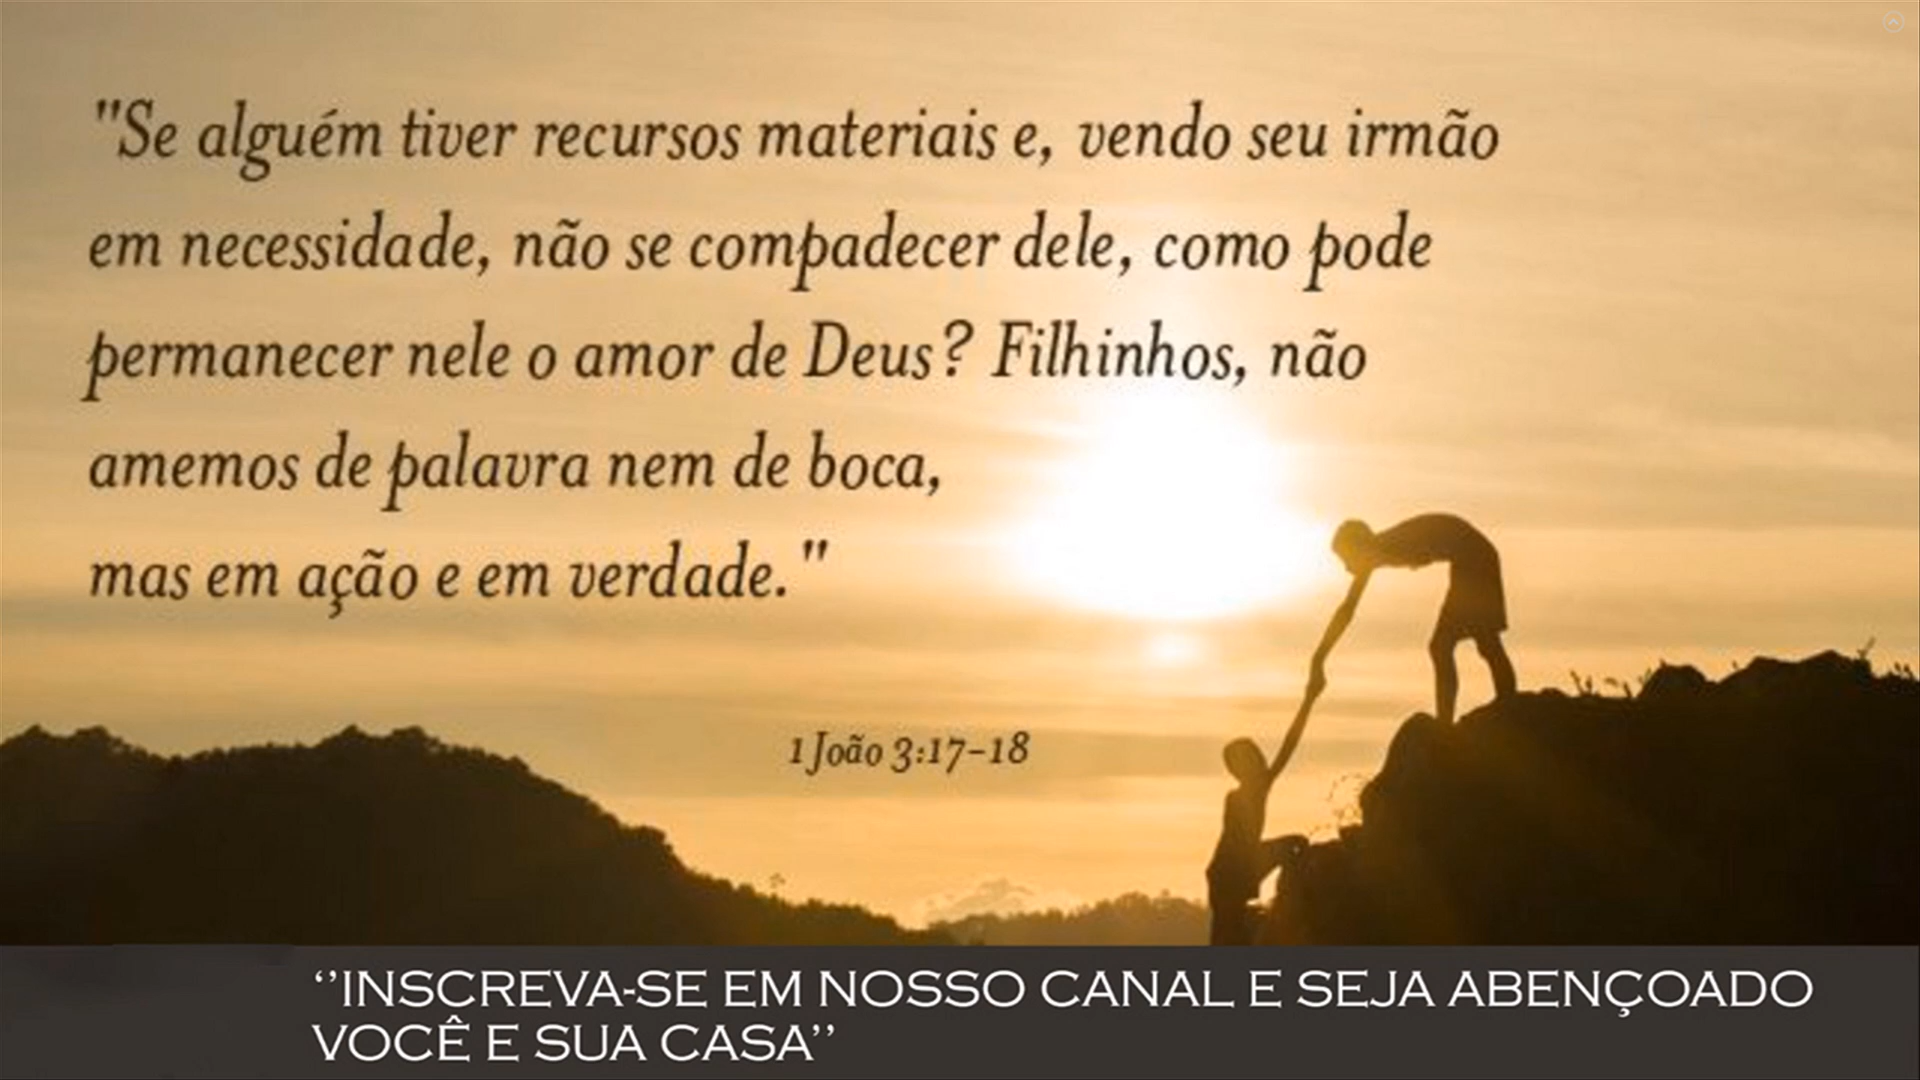 "Se alguém tiver recursos materiais e, vendo seu irmão
em necessidade, não se compadecer dele, como pode
permanecer nele o amor de Deus? Filhinhos, não
amemos de palavra nem de boca,
mas em ação e em verdade."
1 João 3:17-18
‘’INSCREVA-SE EM NOSSO CANAL E SEJA ABENÇOADO
VOCÊ E SUA CASA’’